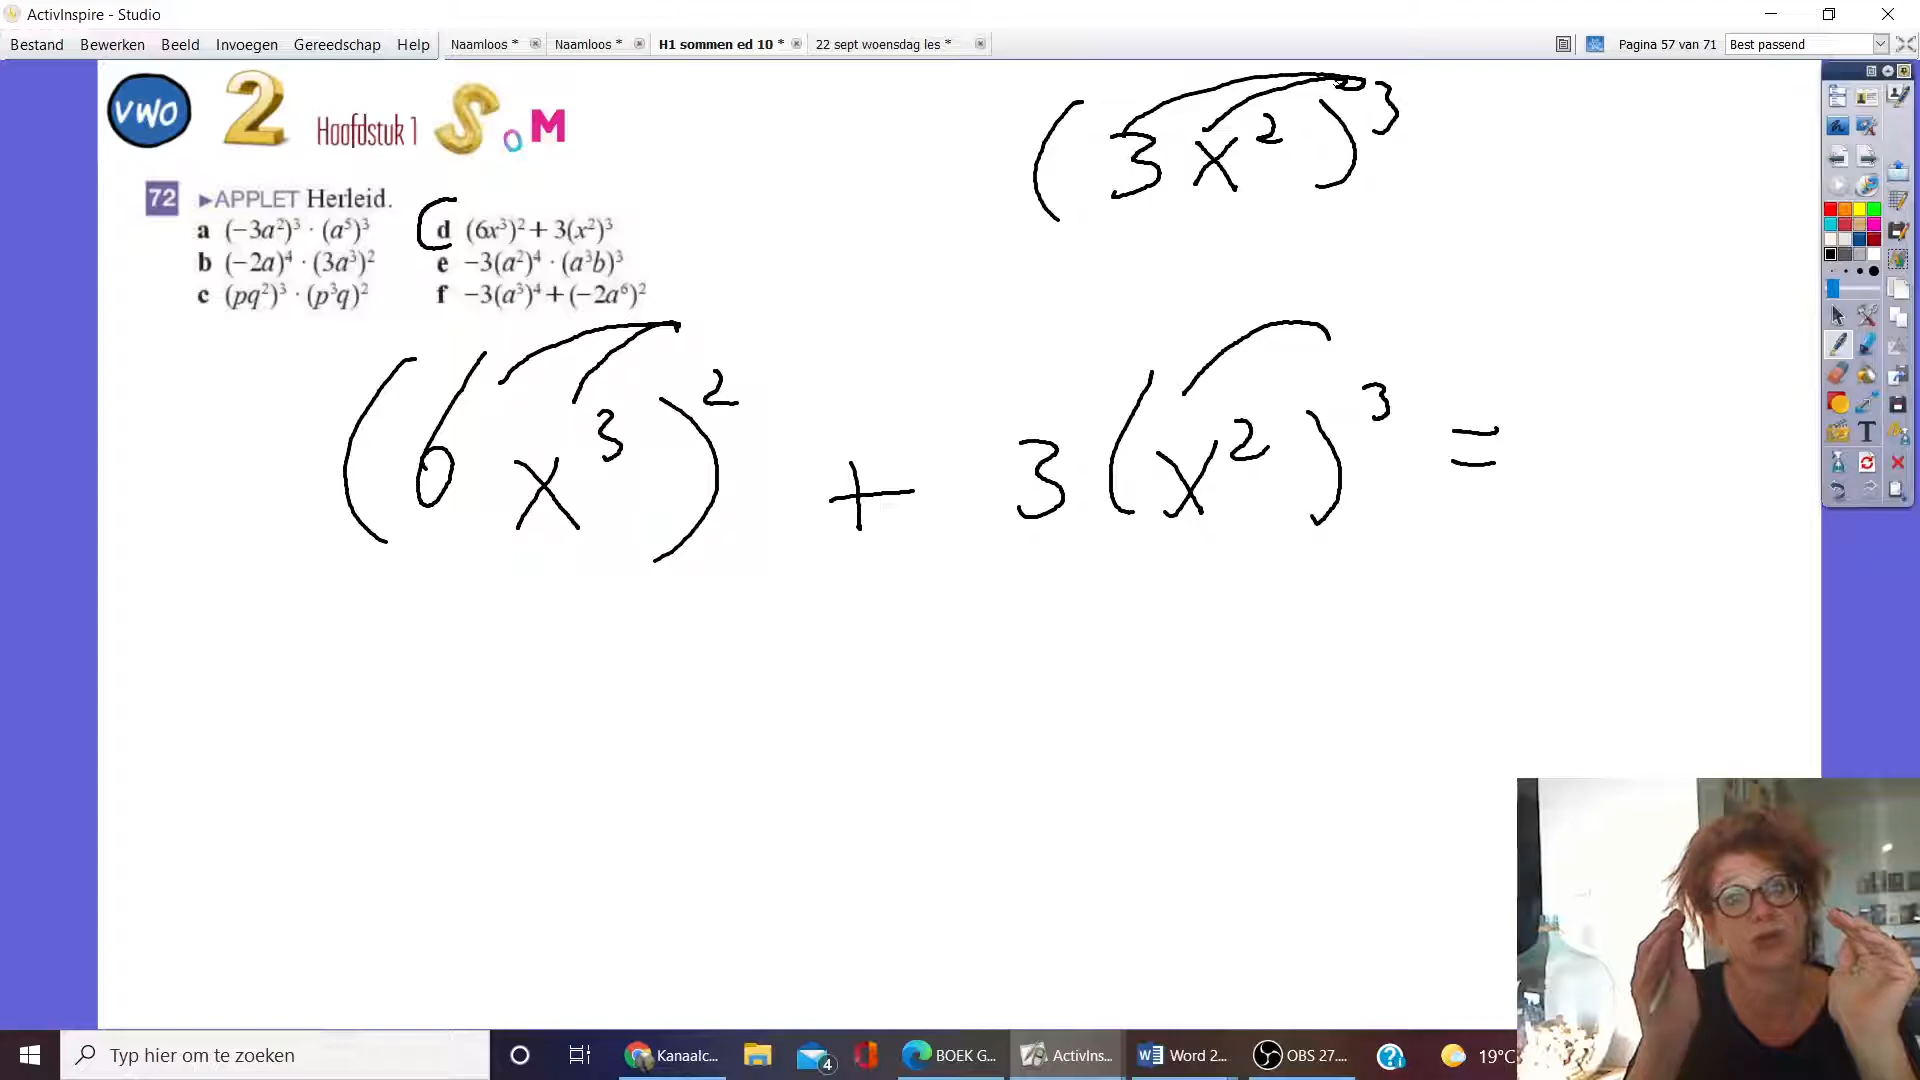 ActivInspire - Studio
Bestand Bewerken Beeld Invoegen Gereedschap Help Naamloos * Naamloos * H1 sommen ed 10 * 22 sept woensdag les * Pagina 57 van 71 Best passend
VWO 2 Hoofdstuk 1 SoM
(3x²)³
72 ►APPLET Herleid.
a (−3a²)³ · (a⁵)³
b (−2a)⁴ · (3a³)²
c (pq²)³ · (p³q)²
d (6x³)² + 3(x²)³
e −3(a²)⁴ · (a³b)³
f −3(a³)⁴ + (−2a⁶)²
(6x³)² + 3(x²)³ =
Typ hier om te zoeken Kanaalc... 4 BOEK G... ActivIns... Word 2... OBS 27.... 19°C